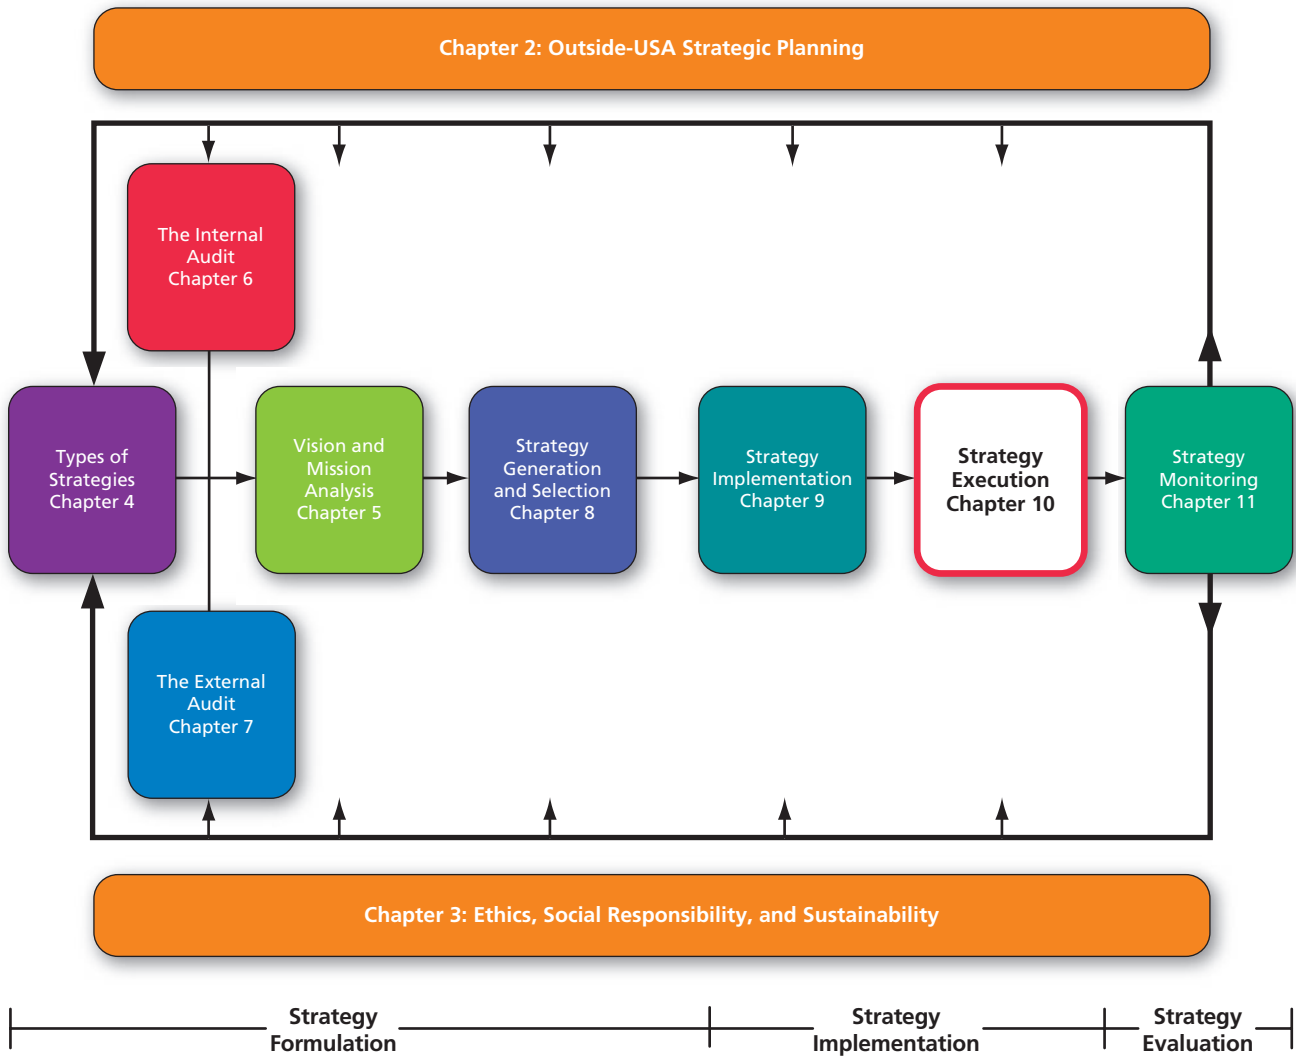 Chapter 2: Outside-USA Strategic Planning
The Internal
Audit
Chapter 6
Types of
Strategies
Chapter 4
Vision and
Mission
Analysis
Chapter 5
Strategy
Generation
and Selection
Chapter 8
Strategy
Implementation
Chapter 9
Strategy
Execution
Chapter 10
Strategy
Monitoring
Chapter 11
The External
Audit
Chapter 7
Chapter 3: Ethics, Social Responsibility, and Sustainability
Strategy
Formulation
Strategy
Implementation
Strategy
Evaluation